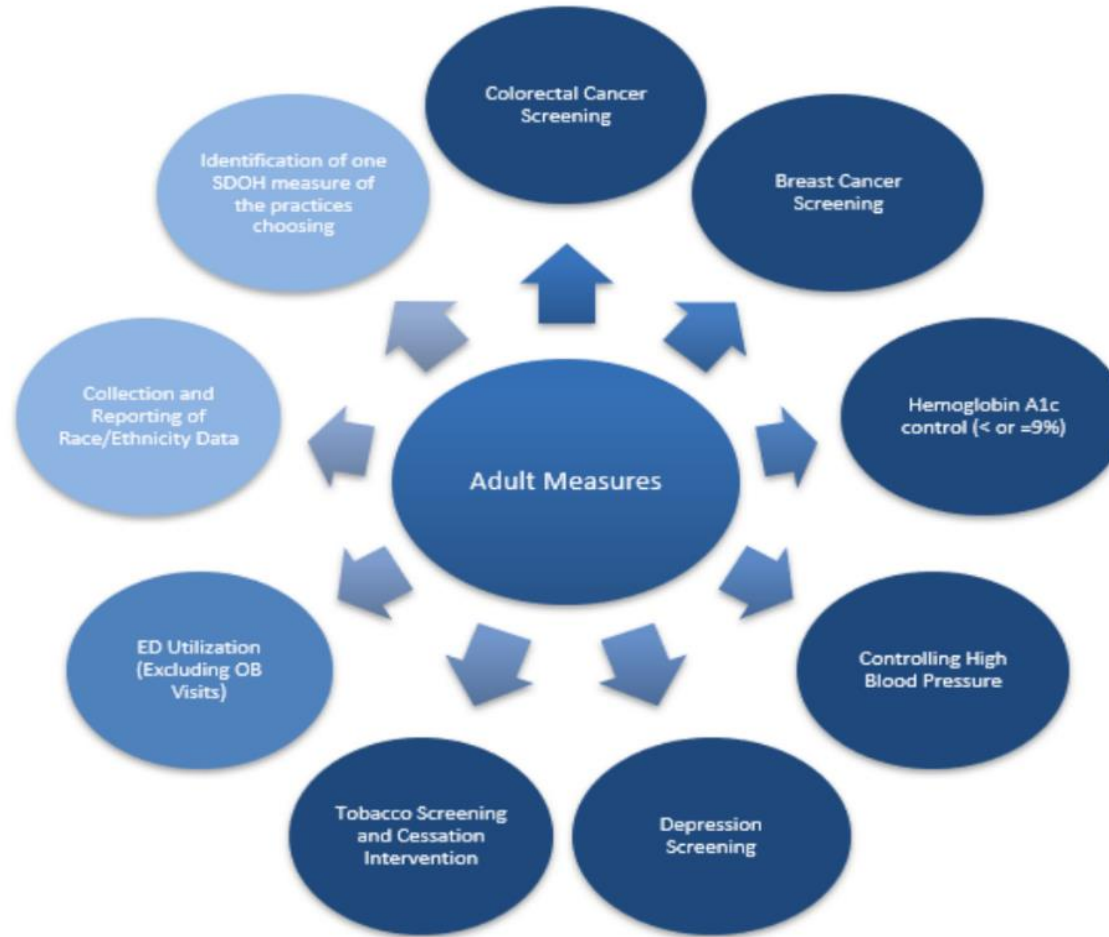 Colorectal Cancer
Screening
Breast Cancer
Screening
Hemoglobin A1c
control (< or =9%)
Controlling High
Blood Pressure
Depression
Screening
Tobacco Screening
and Cessation
Intervention
ED Utilization
(Excluding OB
Visits)
Collection and
Reporting of
Race/Ethnicity Data
Identification of one
SDOH measure of
the practices
choosing
Adult Measures